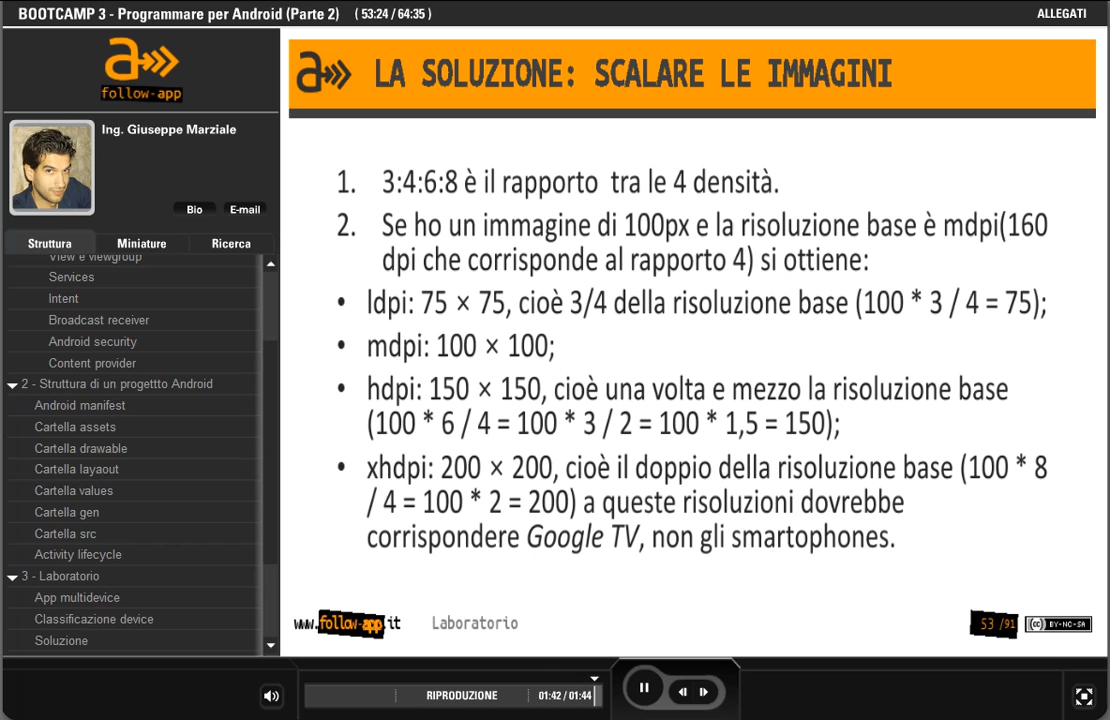 BOOTCAMP 3 - Programmare per Android (Parte 2) ( 53:24 / 64:35 )
ALLEGATI
a
follow-app
Ing. Giuseppe Marziale
Bio E-mail
Struttura Miniature Ricerca
View e viewgroup
Services
Intent
Broadcast receiver
Android security
Content provider
2 - Struttura di un progettto Android
Android manifest
Cartella assets
Cartella drawable
Cartella layaout
Cartella values
Cartella gen
Cartella src
Activity lifecycle
3 - Laboratorio
App multidevice
Classificazione device
Soluzione
a LA SOLUZIONE: SCALARE LE IMMAGINI
1. 3:4:6:8 è il rapporto tra le 4 densità.
2. Se ho un immagine di 100px e la risoluzione base è mdpi(160
dpi che corrisponde al rapporto 4) si ottiene:
• ldpi: 75 × 75, cioè 3/4 della risoluzione base (100 * 3 / 4 = 75);
• mdpi: 100 × 100;
• hdpi: 150 × 150, cioè una volta e mezzo la risoluzione base
(100 * 6 / 4 = 100 * 3 / 2 = 100 * 1,5 = 150);
• xhdpi: 200 × 200, cioè il doppio della risoluzione base (100 * 8
/ 4 = 100 * 2 = 200) a queste risoluzioni dovrebbe
corrispondere Google TV, non gli smartophones.
www.follow-app.it Laboratorio 53 /91 (cc) BY-NC-SA
RIPRODUZIONE 01:42 / 01:44